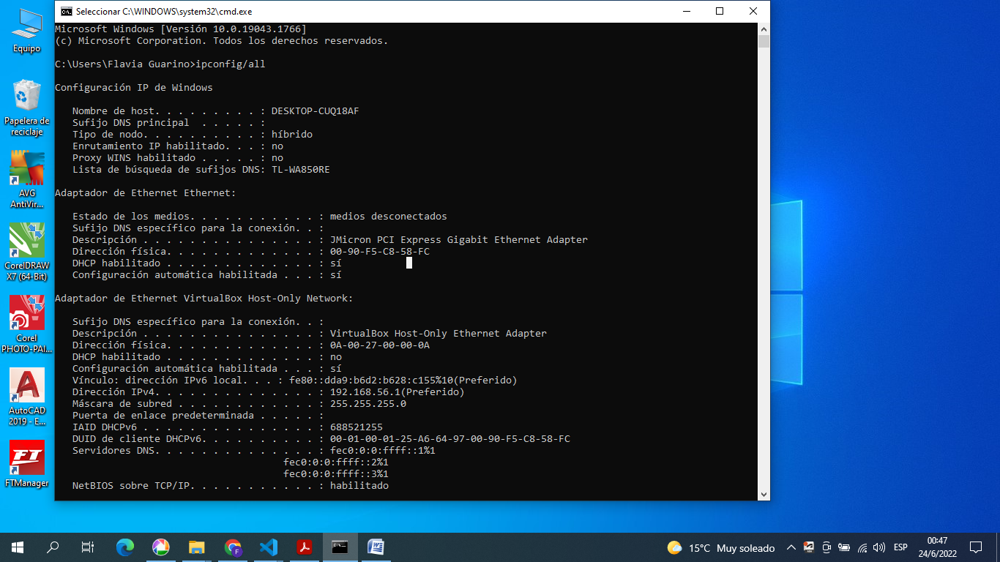 Seleccionar C:\WINDOWS\system32\cmd.exe
Microsoft Windows [Versión 10.0.19043.1766]
(c) Microsoft Corporation. Todos los derechos reservados.
C:\Users\Flavia Guarino>ipconfig/all
Configuración IP de Windows
Nombre de host. . . . . . . . . : DESKTOP-CUQ18AF
Sufijo DNS principal  . . . . . :
Tipo de nodo. . . . . . . . . . : híbrido
Enrutamiento IP habilitado. . . : no
Proxy WINS habilitado . . . . . : no
Lista de búsqueda de sufijos DNS: TL-WA850RE
Adaptador de Ethernet Ethernet:
Estado de los medios. . . . . . . . . . . : medios desconectados
Sufijo DNS específico para la conexión. . :
Descripción . . . . . . . . . . . . . . . : JMicron PCI Express Gigabit Ethernet Adapter
Dirección física. . . . . . . . . . . . . : 00-90-F5-C8-58-FC
DHCP habilitado . . . . . . . . . . . . . : sí
Configuración automática habilitada . . . : sí
Adaptador de Ethernet VirtualBox Host-Only Network:
Sufijo DNS específico para la conexión. . :
Descripción . . . . . . . . . . . . . . . : VirtualBox Host-Only Ethernet Adapter
Dirección física. . . . . . . . . . . . . : 0A-00-27-00-00-0A
DHCP habilitado . . . . . . . . . . . . . : no
Configuración automática habilitada . . . : sí
Vínculo: dirección IPv6 local. . . : fe80::dda9:b6d2:b628:c155%10(Preferido)
Dirección IPv4. . . . . . . . . . . . . . : 192.168.56.1(Preferido)
Máscara de subred . . . . . . . . . . . . : 255.255.255.0
Puerta de enlace predeterminada . . . . . :
IAID DHCPv6 . . . . . . . . . . . . . . . : 688521255
DUID de cliente DHCPv6. . . . . . . . . . : 00-01-00-01-25-A6-64-97-00-90-F5-C8-58-FC
Servidores DNS. . . . . . . . . . . . . . : fec0:0:0:ffff::1%1
fec0:0:0:ffff::2%1
fec0:0:0:ffff::3%1
NetBIOS sobre TCP/IP. . . . . . . . . . . : habilitado
Equipo
Papelera de
reciclaje
AVG
AntiVir...
CorelDRAW
X7 (64-Bit)
Corel
PHOTO-PAI...
AutoCAD
2019 - E...
FT
FTManager
15°C Muy soleado
ESP
00:47
24/6/2022